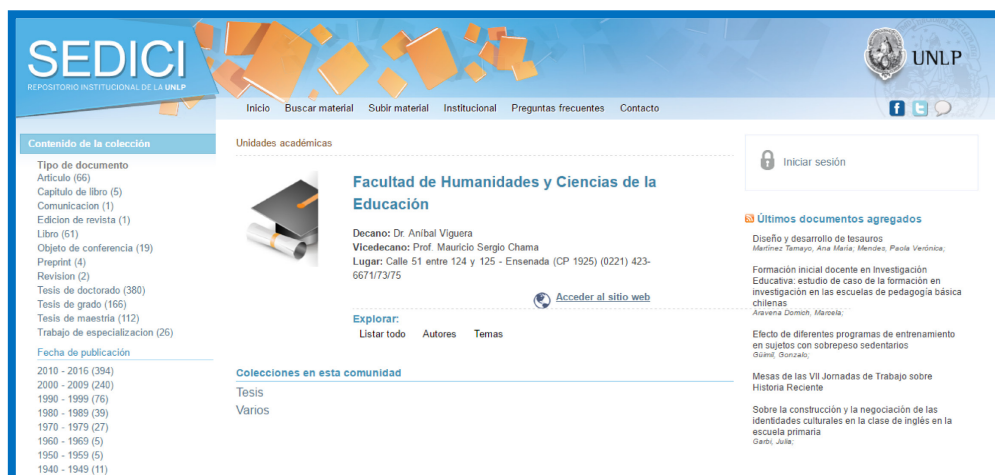 SEDICI
REPOSITORIO INSTITUCIONAL DE LA UNLP
UNLP
Inicio Buscar material Subir material Institucional Preguntas frecuentes Contacto
Contenido de la colección
Tipo de documento
Articulo (66)
Capitulo de libro (5)
Comunicacion (1)
Edicion de revista (1)
Libro (61)
Objeto de conferencia (19)
Preprint (4)
Revision (2)
Tesis de doctorado (380)
Tesis de grado (166)
Tesis de maestria (112)
Trabajo de especializacion (26)
Fecha de publicación
2010 - 2016 (394)
2000 - 2009 (240)
1990 - 1999 (76)
1980 - 1989 (39)
1970 - 1979 (27)
1960 - 1969 (5)
1950 - 1959 (5)
1940 - 1949 (11)
Unidades académicas
Facultad de Humanidades y Ciencias de la
Educación
Decano: Dr. Aníbal Viguera
Vicedecano: Prof. Mauricio Sergio Chama
Lugar: Calle 51 entre 124 y 125 - Ensenada (CP 1925) (0221) 423-
6671/73/75
Acceder al sitio web
Explorar:
Listar todo Autores Temas
Colecciones en esta comunidad
Tesis
Varios
Iniciar sesión
Últimos documentos agregados
Diseño y desarrollo de tesauros
Martínez Tamayo, Ana María, Mendes, Paola Verónica;
Formación inicial docente en Investigación
Educativa: estudio de caso de la formación en
investigación en las escuelas de pedagogía básica
chilenas
Aravena Domich, Marcela;
Efecto de diferentes programas de entrenamiento
en sujetos con sobrepeso sedentarios
Güimil, Gonzalo;
Mesas de las VII Jornadas de Trabajo sobre
Historia Reciente
Sobre la construcción y la negociación de las
identidades culturales en la clase de inglés en la
escuela primaria
Garbi, Julia;